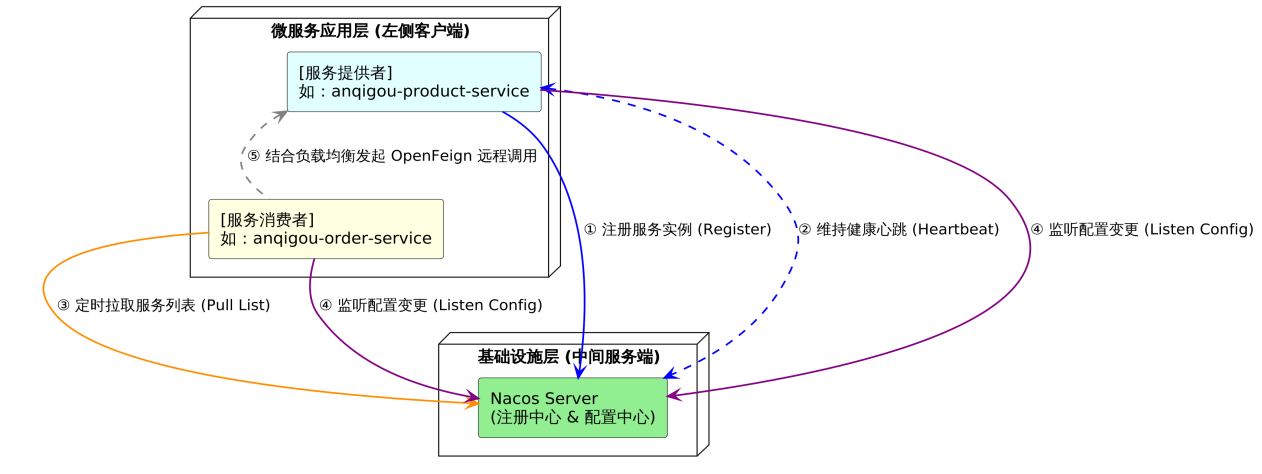 微服务应用层 (左侧客户端)
[服务提供者]
如：anqigou-product-service
⑤ 结合负载均衡发起 OpenFeign 远程调用
[服务消费者]
如：anqigou-order-service
① 注册服务实例 (Register)
② 维持健康心跳 (Heartbeat)
④ 监听配置变更 (Listen Config)
③ 定时拉取服务列表 (Pull List)
④ 监听配置变更 (Listen Config)
基础设施层 (中间服务端)
Nacos Server
(注册中心 & 配置中心)